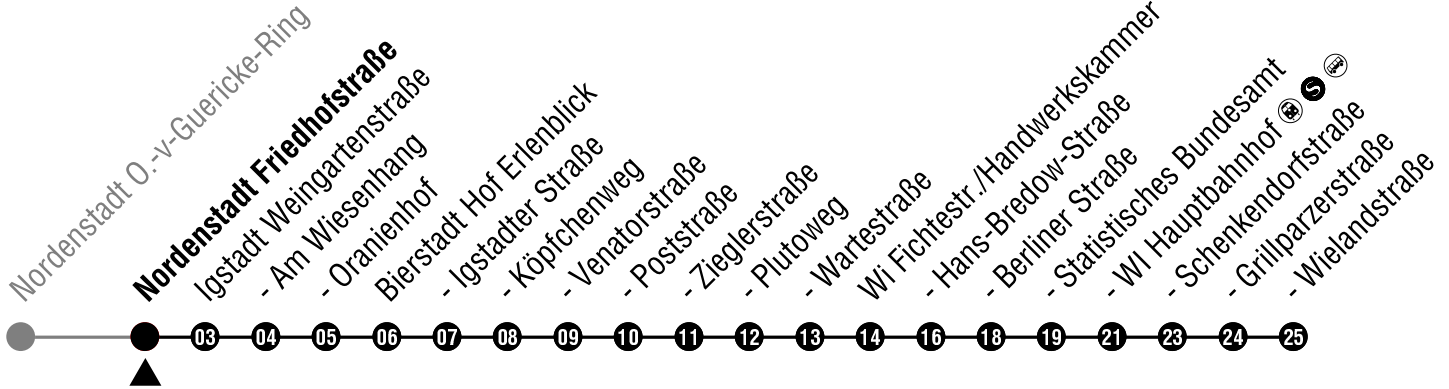 Nordenstadt O.-v-Guericke-Ring
Nordenstadt Friedhofstraße
Igstadt Weingartenstraße
- Am Wiesenhang
- Oranienhof
Bierstadt Hof Erlenblick
- Igstadter Straße
- Köpfchenweg
- Venatorstraße
- Poststraße
- Zieglerstraße
- Plutoweg
- Wartestraße
Wi Fichtestr./Handwerkskammer
- Hans-Bredow-Straße
- Berliner Straße
- Statistisches Bundesamt
- WI Hauptbahnhof S
- Schenkendorfstraße
- Grillparzerstraße
- Wielandstraße
03 04 05 06 07 08 09 10 11 12 13 14 16 18 19 21 23 24 25